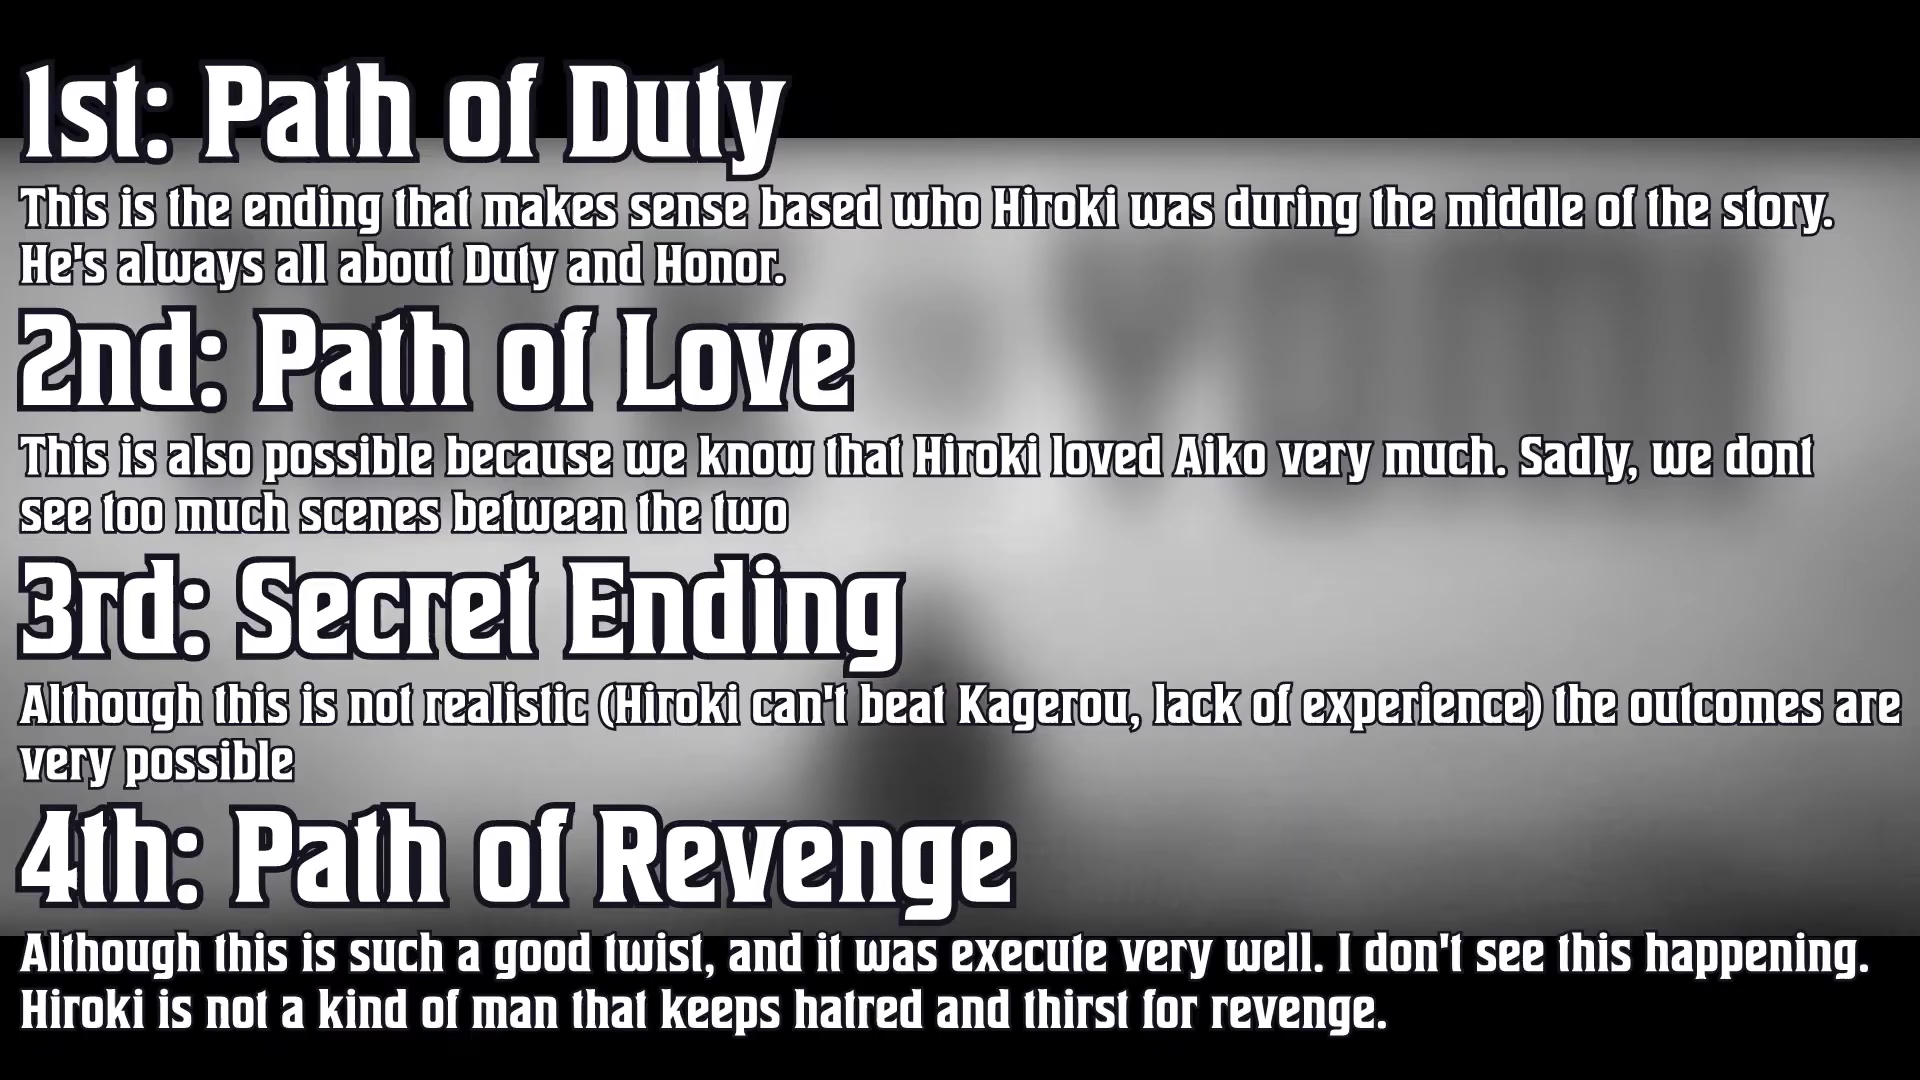 1st: Path of Duty
This is the ending that makes sense based who Hiroki was during the middle of the story.
He's always all about Duty and Honor.
2nd: Path of Love
This is also possible because we know that Hiroki loved Aiko very much. Sadly, we dont
see too much scenes between the two
3rd: Secret Ending
Although this is not realistic (Hiroki can't beat Kagerou, lack of experience) the outcomes are
very possible
4th: Path of Revenge
Although this is such a good twist, and it was execute very well. I don't see this happening.
Hiroki is not a kind of man that keeps hatred and thirst for revenge.